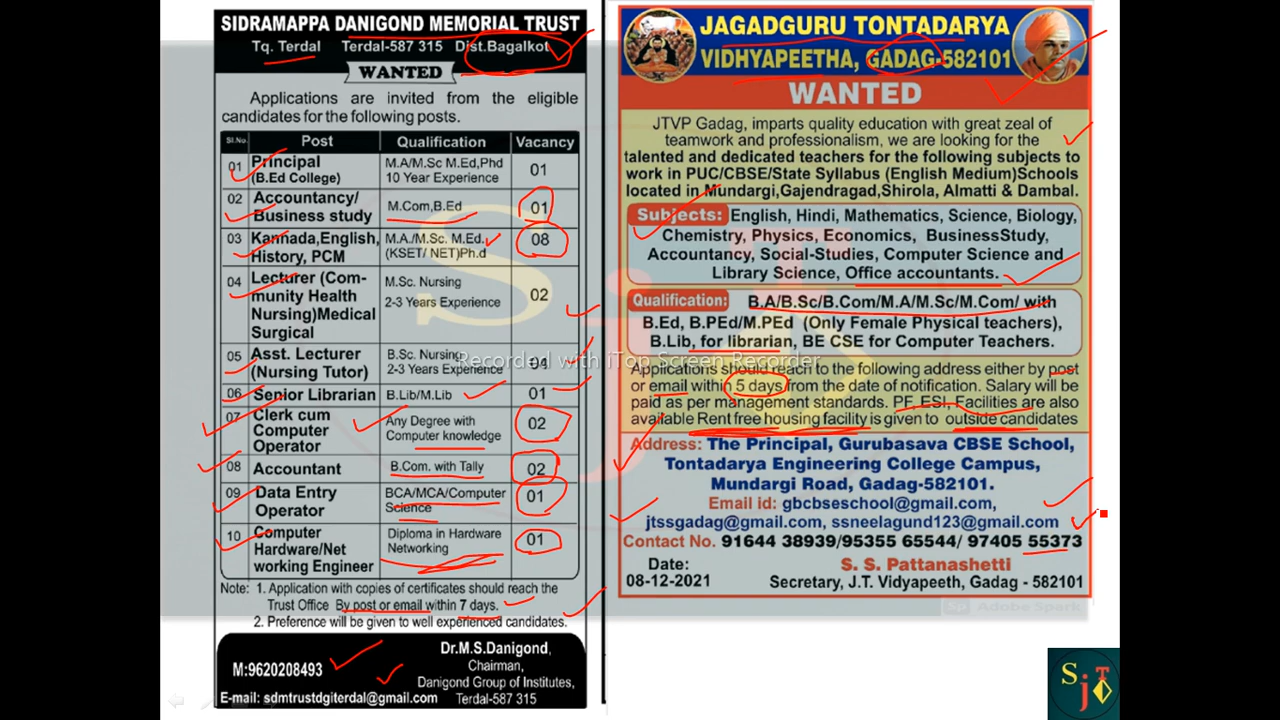 SIDRAMAPPA DANIGOND MEMORIAL TRUST
Tq. Terdal Terdal-587 315 Dist.Bagalkot
WANTED
Applications are invited from the eligible
candidates for the following posts.
Sl.No. Post Qualification Vacancy
01 Principal M.A/M.Sc M.Ed,Phd 01
(B.Ed College) 10 Year Experience
02 Accountancy/ M.Com,B.Ed 01
Business study
03 Kannada,English, M.A./M.Sc. M.Ed. 08
History, PCM (KSET/ NET)Ph.d
04 Lecturer (Com- M.Sc. Nursing 02
munity Health 2-3 Years Experience
Nursing)Medical
Surgical
05 Asst. Lecturer B.Sc. Nursing 04
(Nursing Tutor) 2-3 Years Experience
06 Senior Librarian B.Lib/M.Lib 01
07 Clerk cum Any Degree with 02
Computer Computer knowledge
Operator
08 Accountant B.Com. with Tally 02
09 Data Entry BCA/MCA/Computer 01
Operator Science
10 Computer Diploma in Hardware 01
Hardware/Net Networking
working Engineer
Note: 1. Application with copies of certificates should reach the
Trust Office By post or email within 7 days.
2. Preference will be given to well experienced candidates.
M:9620208493
E-mail: sdmtrustdgiterdal@gmail.com
Dr.M.S.Danigond,
Chairman,
Danigond Group of Institutes,
Terdal-587 315
JAGADGURU TONTADARYA
VIDHYAPEETHA, GADAG-582101
WANTED
JTVP Gadag, imparts quality education with great zeal of
teamwork and professionalism, we are looking for the
talented and dedicated teachers for the following subjects to
work in PUC/CBSE/State Syllabus (English Medium)Schools
located in Mundargi,Gajendragad,Shirola, Almatti & Dambal.
Subjects: English, Hindi, Mathematics, Science, Biology,
Chemistry, Physics, Economics, BusinessStudy,
Accountancy, Social-Studies, Computer Science and
Library Science, Office accountants.
Qualification: B.A/B.Sc/B.Com/M.A/M.Sc/M.Com/ with
B.Ed, B.PEd/M.PEd (Only Female Physical teachers),
B.Lib, for librarian, BE CSE for Computer Teachers.
Applications should reach to the following address either by post
or email within 5 days from the date of notification. Salary will be
paid as per management standards. PF, ESI, Facilities are also
available Rent free housing facility is given to outside candidates
Address: The Principal, Gurubasava CBSE School,
Tontadarya Engineering College Campus,
Mundargi Road, Gadag-582101.
Email id: gbcbseschool@gmail.com,
jtssgadag@gmail.com, ssneelagund123@gmail.com
Contact No. 91644 38939/95355 65544/ 97405 55373
Date: S. S. Pattanashetti
08-12-2021 Secretary, J.T. Vidyapeeth, Gadag - 582101
Recorded with iTop Screen Recorder
Adobe Spark
SjT
SjT